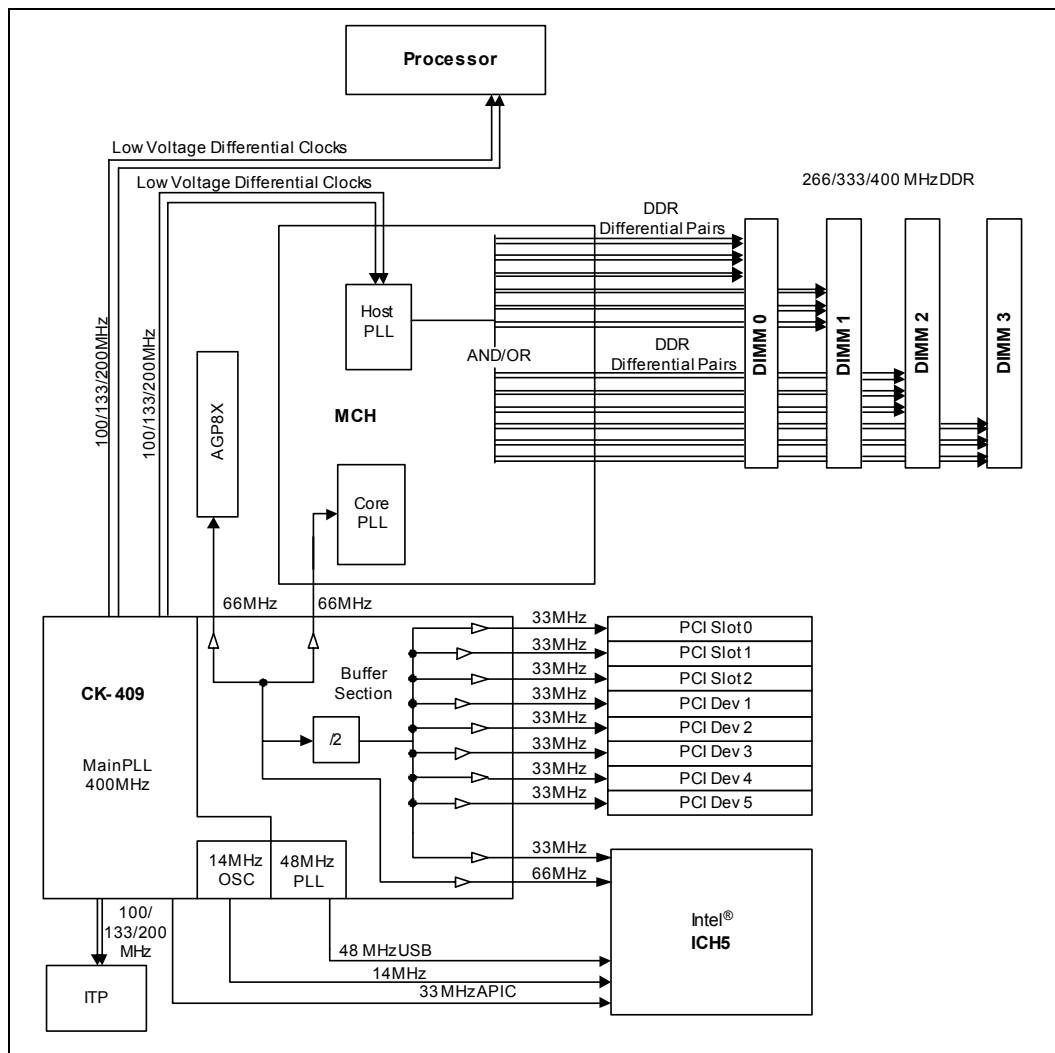 Processor
Low Voltage Differential Clocks
Low Voltage Differential Clocks
266/333/400 MHz DDR
DDR
Differential Pairs
100/133/200MHz
100/133/200MHz
Host
PLL
AND/OR
DDR
Differential Pairs
DIMM 0
DIMM 1
DIMM 2
DIMM 3
AGP8X
MCH
Core
PLL
66MHz
66MHz
33MHz
PCI Slot 0
33MHz
PCI Slot 1
33MHz
PCI Slot 2
33MHz
PCI Dev 1
33MHz
PCI Dev 2
33MHz
PCI Dev 3
33MHz
PCI Dev 4
33MHz
PCI Dev 5
Buffer
Section
CK-409
/2
Main PLL
400MHz
14MHz
OSC
48MHz
PLL
33MHz
66MHz
Intel®
ICH5
100/
133/200
MHz
48 MHz USB
14MHz
33 MHz APIC
ITP